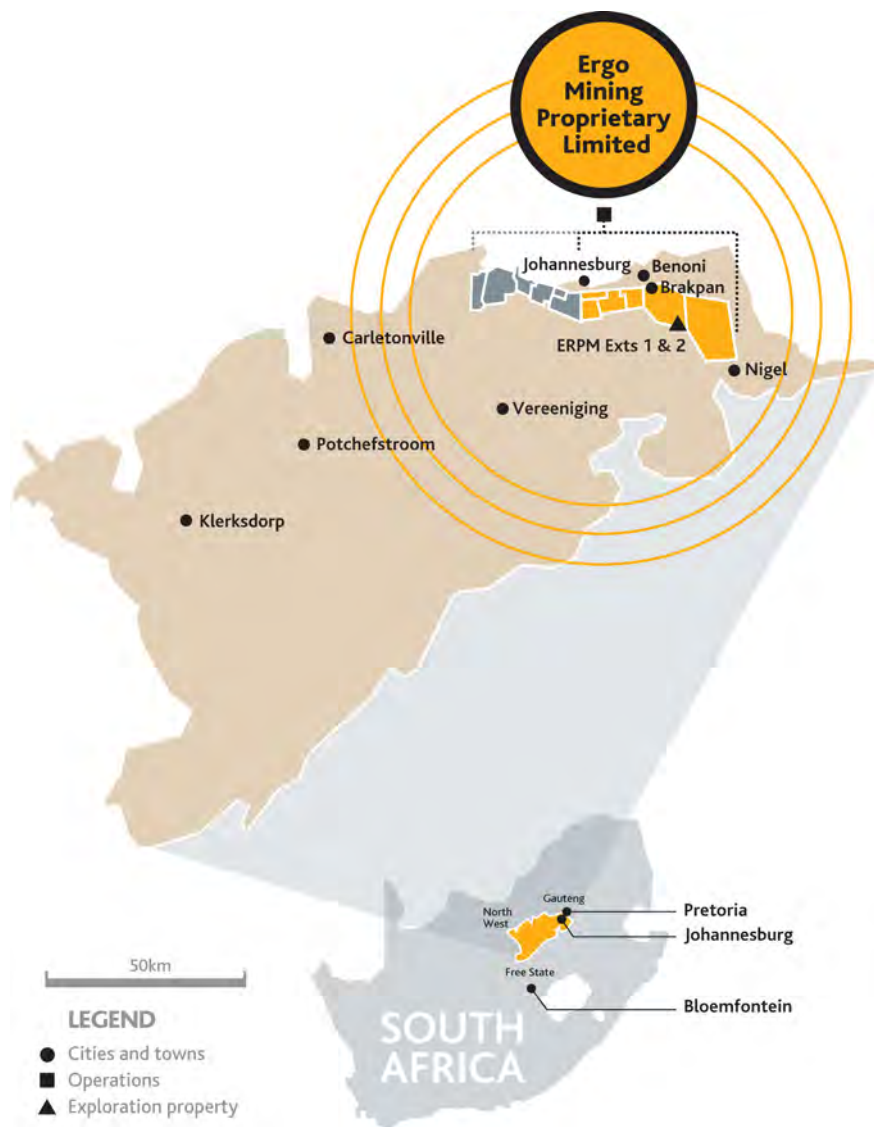 Ergo
Mining
Proprietary
Limited
Johannesburg
Benoni
Brakpan
ERPM Exts 1 & 2
Carletonville
Nigel
Vereeniging
Potchefstroom
Klerksdorp
Gauteng
North
West
Pretoria
Johannesburg
Free State
Bloemfontein
SOUTH
AFRICA
50km
LEGEND
Cities and towns
Operations
Exploration property